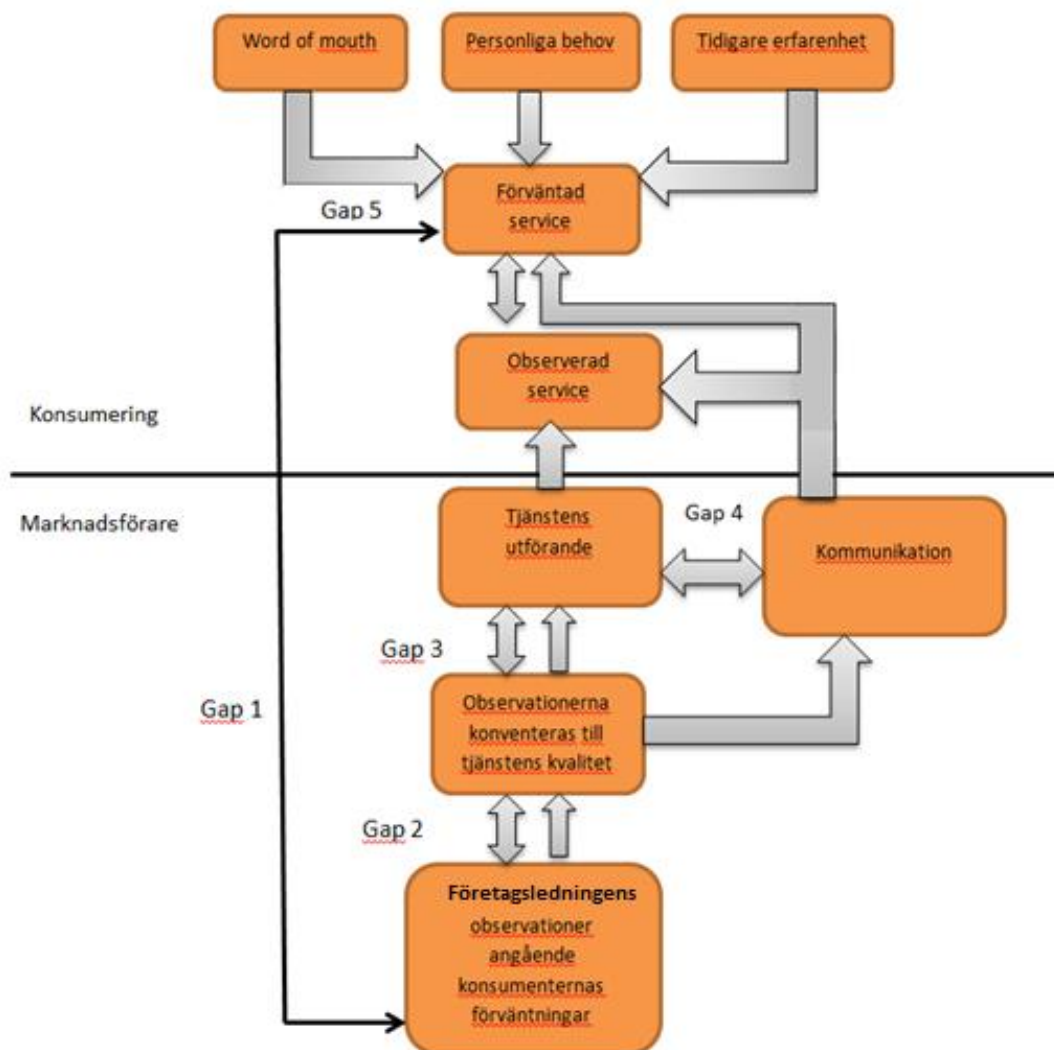 Word of mouth
Personliga behov
Tidigare erfarenhet
Förväntad
service
Gap 5
Observerad
service
Konsumering
Marknadsförare
Tjänstens
utförande
Gap 4
Kommunikation
Gap 3
Observationerna
konventeras till
tjänstens kvalitet
Gap 1
Gap 2
Företagsledningens
observationer
angående
konsumenternas
förväntningar